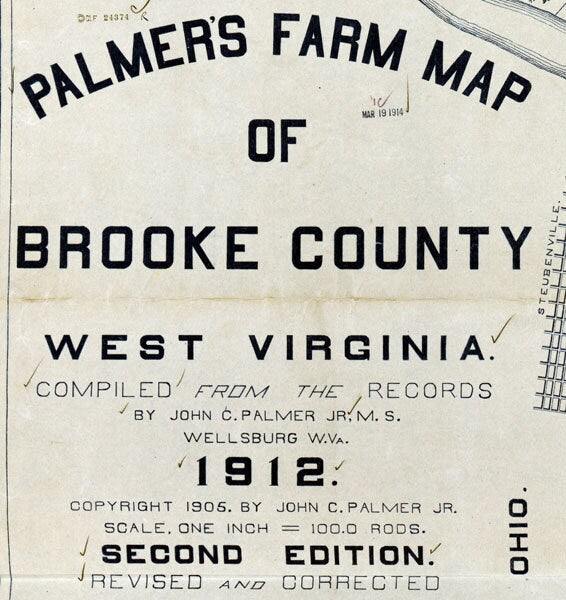 PALMER'S FARM MAP
OF
BROOKE COUNTY
WEST VIRGINIA.
COMPILED FROM THE RECORDS
BY JOHN C. PALMER JR, M. S.
WELLSBURG W.VA.
1912.
COPYRIGHT 1905. BY JOHN C. PALMER JR.
SCALE, ONE INCH = 100.0 RODS.
SECOND EDITION.
REVISED AND CORRECTED
24374
MAR 19 1914
STEUBENVILLE.
OHIO.